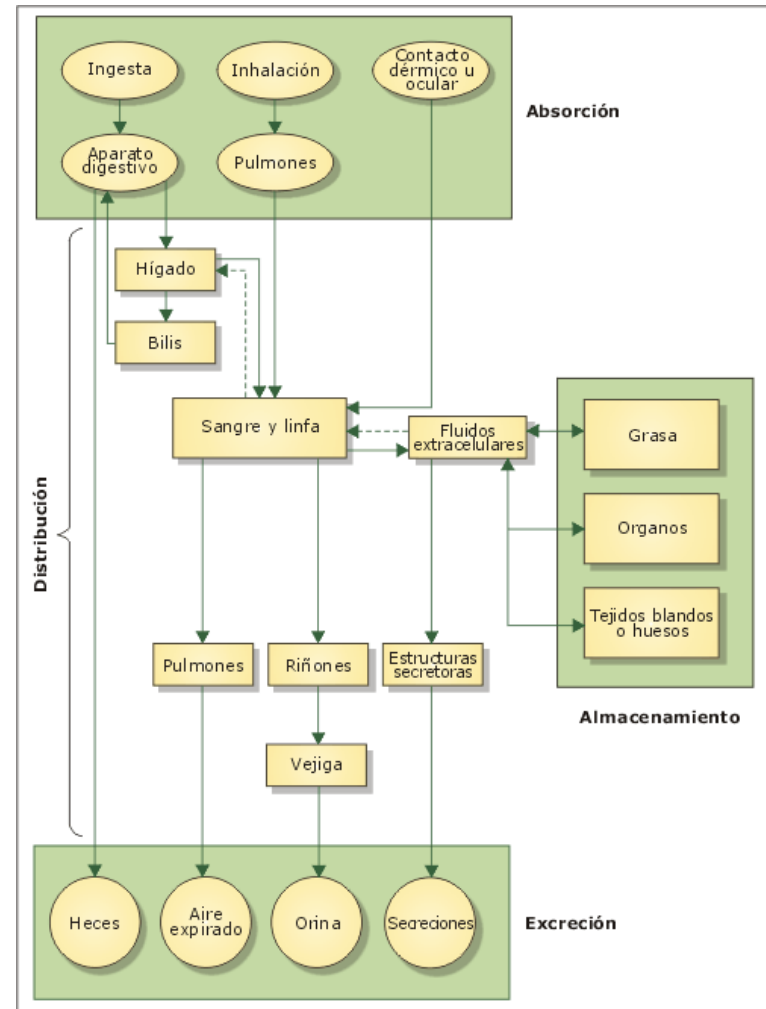 Ingesta
Inhalación
Contacto
dérmico u
ocular
Absorción
Aparato
digestivo
Pulmones
Hígado
Bilis
Sangre y linfa
Fluidos
extracelulares
Grasa
Organos
Tejidos blandos
o huesos
Almacenamiento
Distribución
Pulmones
Riñones
Estructuras
secretoras
Vejiga
Heces
Aire
expirado
Orina
Secreciones
Excreción